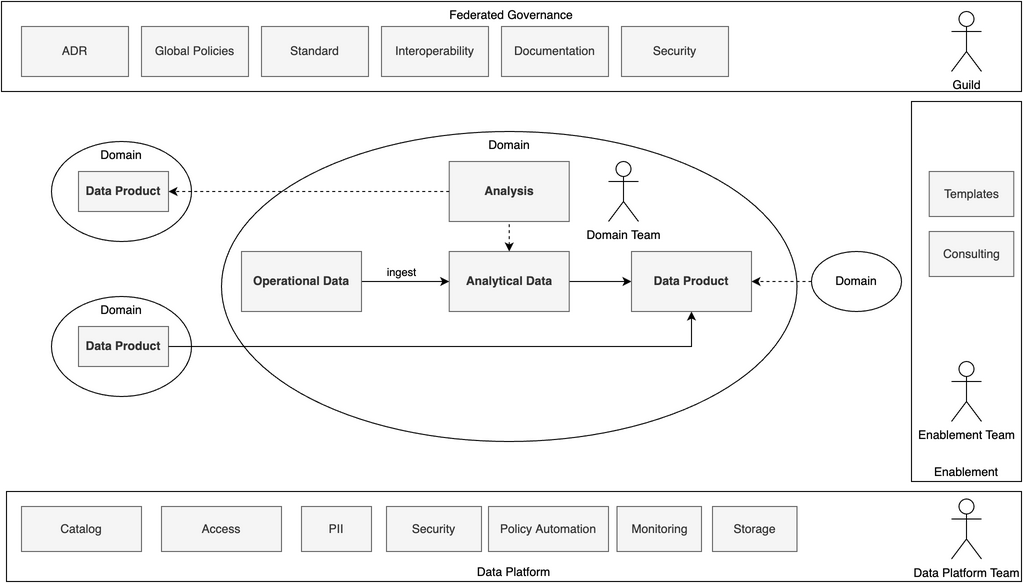 Federated Governance
ADR
Global Policies
Standard
Interoperability
Documentation
Security
Guild
Domain
Data Product
Domain
Analysis
Domain Team
Operational Data
ingest
Analytical Data
Data Product
Domain
Domain
Data Product
Templates
Consulting
Enablement Team
Enablement
Catalog
Access
PII
Security
Policy Automation
Monitoring
Storage
Data Platform
Data Platform Team